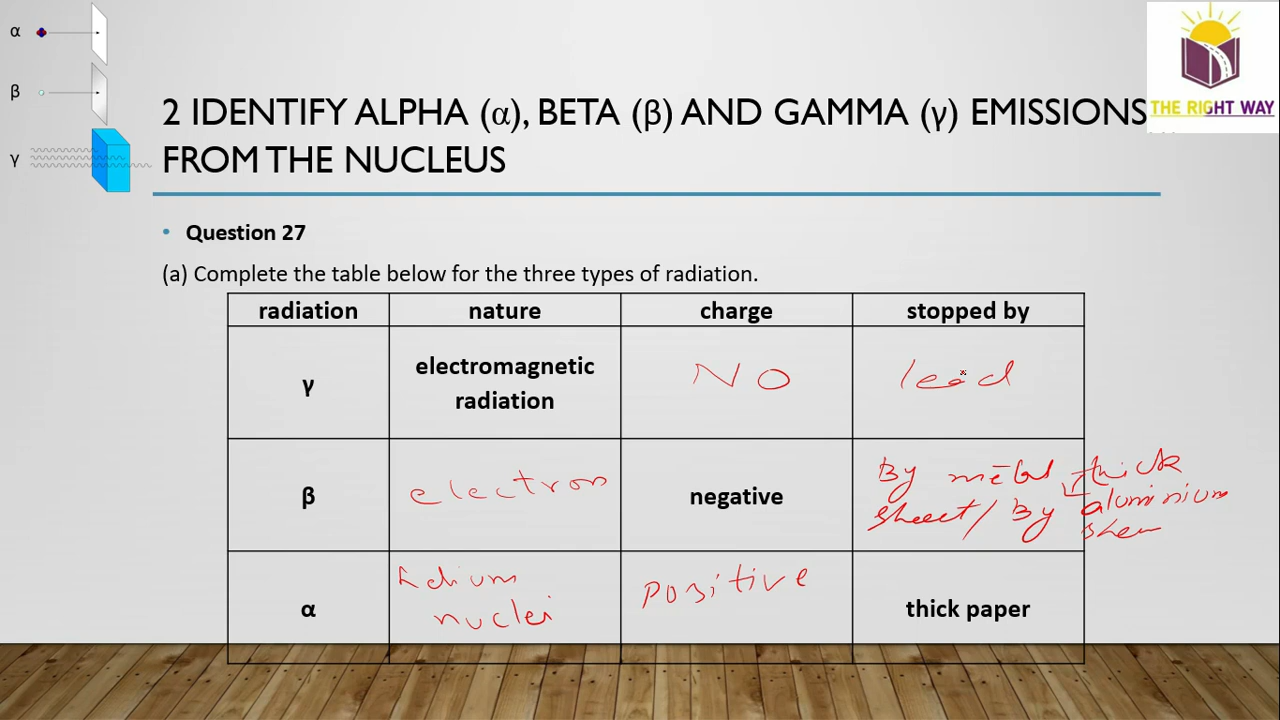 α
β
γ
THE RIGHT WAY
2 IDENTIFY ALPHA (α), BETA (β) AND GAMMA (γ) EMISSIONS
FROM THE NUCLEUS
• Question 27
(a) Complete the table below for the three types of radiation.
radiation nature charge stopped by
γ electromagnetic radiation NO lead
β electron negative By metal thick
sheet / By aluminium
α nuclei positive thick paper